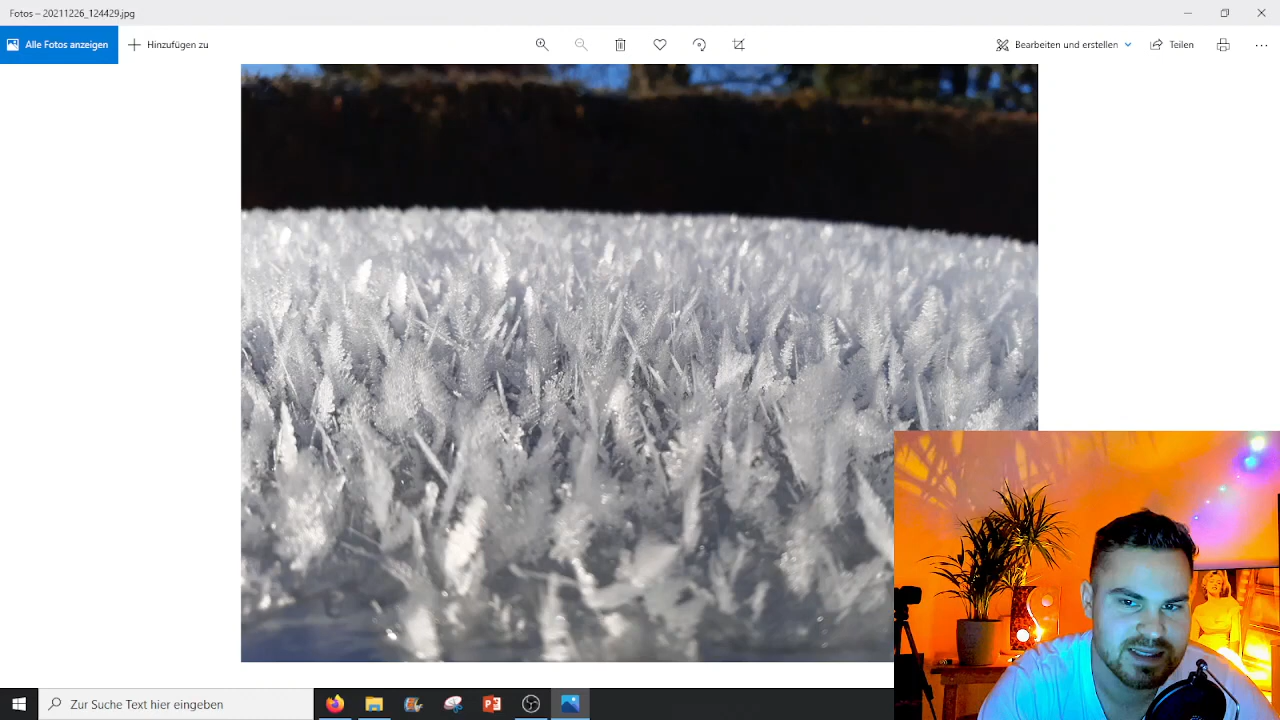 Fotos – 20211226_124429.jpg
Alle Fotos anzeigen
Hinzufügen zu
Bearbeiten und erstellen
Teilen
Zur Suche Text hier eingeben